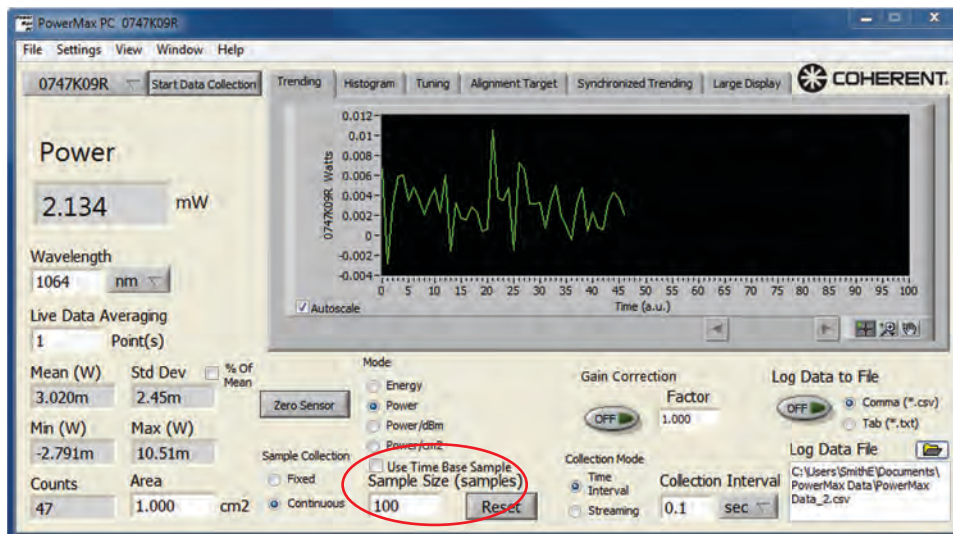 PowerMax PC 0747K09R
File Settings View Window Help
0747K09R
Start Data Collection
Trending
Histogram
Tuning
Alignment Target
Synchronized Trending
Large Display
COHERENT.
Power
2.134 mW
Wavelength
1064 nm
Live Data Averaging
1 Point(s)
Mean (W) Std Dev % Of Mean
3.020m 2.45m
Min (W) Max (W)
-2.791m 10.51m
Counts Area
47 1.000 cm2
0747K09R Watts
0.012
0.01
0.008
0.006
0.004
0.002
0
-0.002
-0.004
0 5 10 15 20 25 30 35 40 45 50 55 60 65 70 75 80 85 90 95 100
Time (a.u.)
Autoscale
Zero Sensor
Sample Collection
Fixed
Continuous
Mode
Energy
Power
Power/dBm
Power/cm2
Use Time Base Sample
Sample Size (samples)
100 Reset
Gain Correction
Factor
OFF 1.000
Collection Mode
Time Interval
Streaming
Collection Interval
0.1 sec
Log Data to File
OFF
Comma (*.csv)
Tab (*.txt)
Log Data File
C:\Users\SmithE\Documents\
PowerMax Data\PowerMax
Data_2.csv